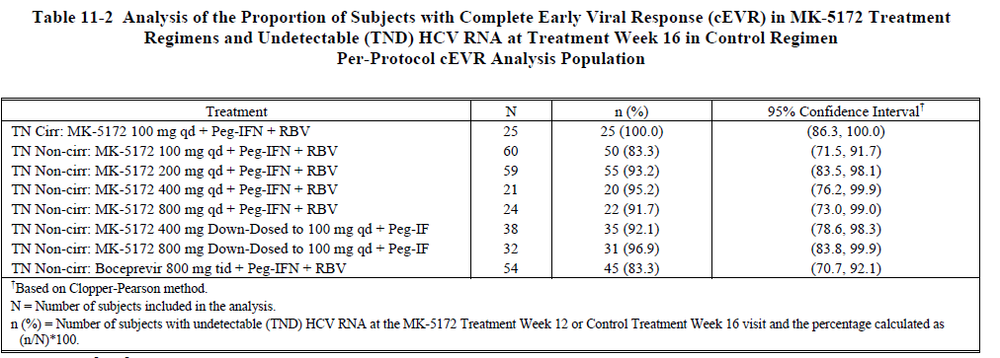 Table 11-2 Analysis of the Proportion of Subjects with Complete Early Viral Response (cEVR) in MK-5172 Treatment
Regimens and Undetectable (TND) HCV RNA at Treatment Week 16 in Control Regimen
Per-Protocol cEVR Analysis Population
Treatment N n (%) 95% Confidence Interval†
TN Cirr: MK-5172 100 mg qd + Peg-IFN + RBV 25 25 (100.0) (86.3, 100.0)
TN Non-cirr: MK-5172 100 mg qd + Peg-IFN + RBV 60 50 (83.3) (71.5, 91.7)
TN Non-cirr: MK-5172 200 mg qd + Peg-IFN + RBV 59 55 (93.2) (83.5, 98.1)
TN Non-cirr: MK-5172 400 mg qd + Peg-IFN + RBV 21 20 (95.2) (76.2, 99.9)
TN Non-cirr: MK-5172 800 mg qd + Peg-IFN + RBV 24 22 (91.7) (73.0, 99.0)
TN Non-cirr: MK-5172 400 mg Down-Dosed to 100 mg qd + Peg-IF 38 35 (92.1) (78.6, 98.3)
TN Non-cirr: MK-5172 800 mg Down-Dosed to 100 mg qd + Peg-IF 32 31 (96.9) (83.8, 99.9)
TN Non-cirr: Boceprevir 800 mg tid + Peg-IFN + RBV 54 45 (83.3) (70.7, 92.1)
†Based on Clopper-Pearson method.
N = Number of subjects included in the analysis.
n (%) = Number of subjects with undetectable (TND) HCV RNA at the MK-5172 Treatment Week 12 or Control Treatment Week 16 visit and the percentage calculated as
(n/N)*100.